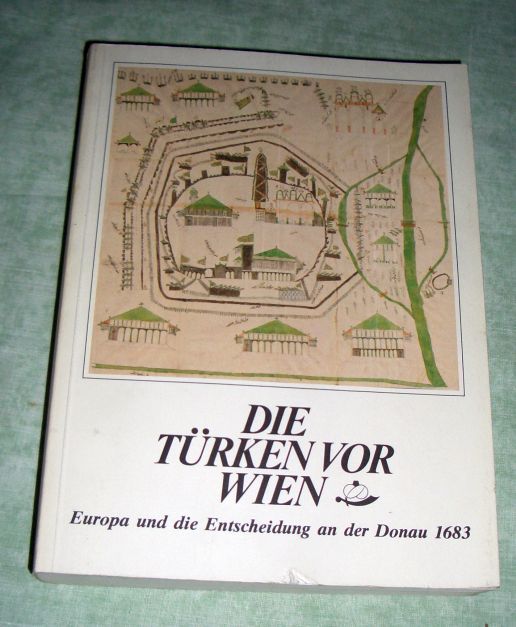 DIE
TÜRKEN VOR
WIEN
Europa und die Entscheidung an der Donau 1683